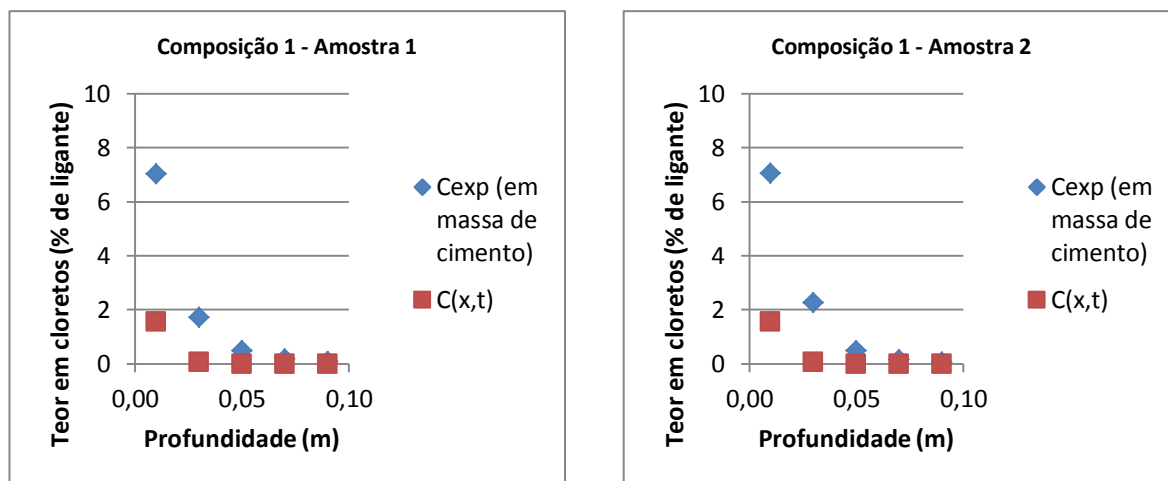 Composição 1 - Amostra 1
Teor em cloretos (% de ligante)
10
8
6
4
2
0
0,00
0,05
0,10
Profundidade (m)
Cexp (em
massa de
cimento)
C(x,t)
Composição 1 - Amostra 2
Teor em cloretos (% de ligante)
10
8
6
4
2
0
0,00
0,05
0,10
Profundidade (m)
Cexp (em
massa de
cimento)
C(x,t)